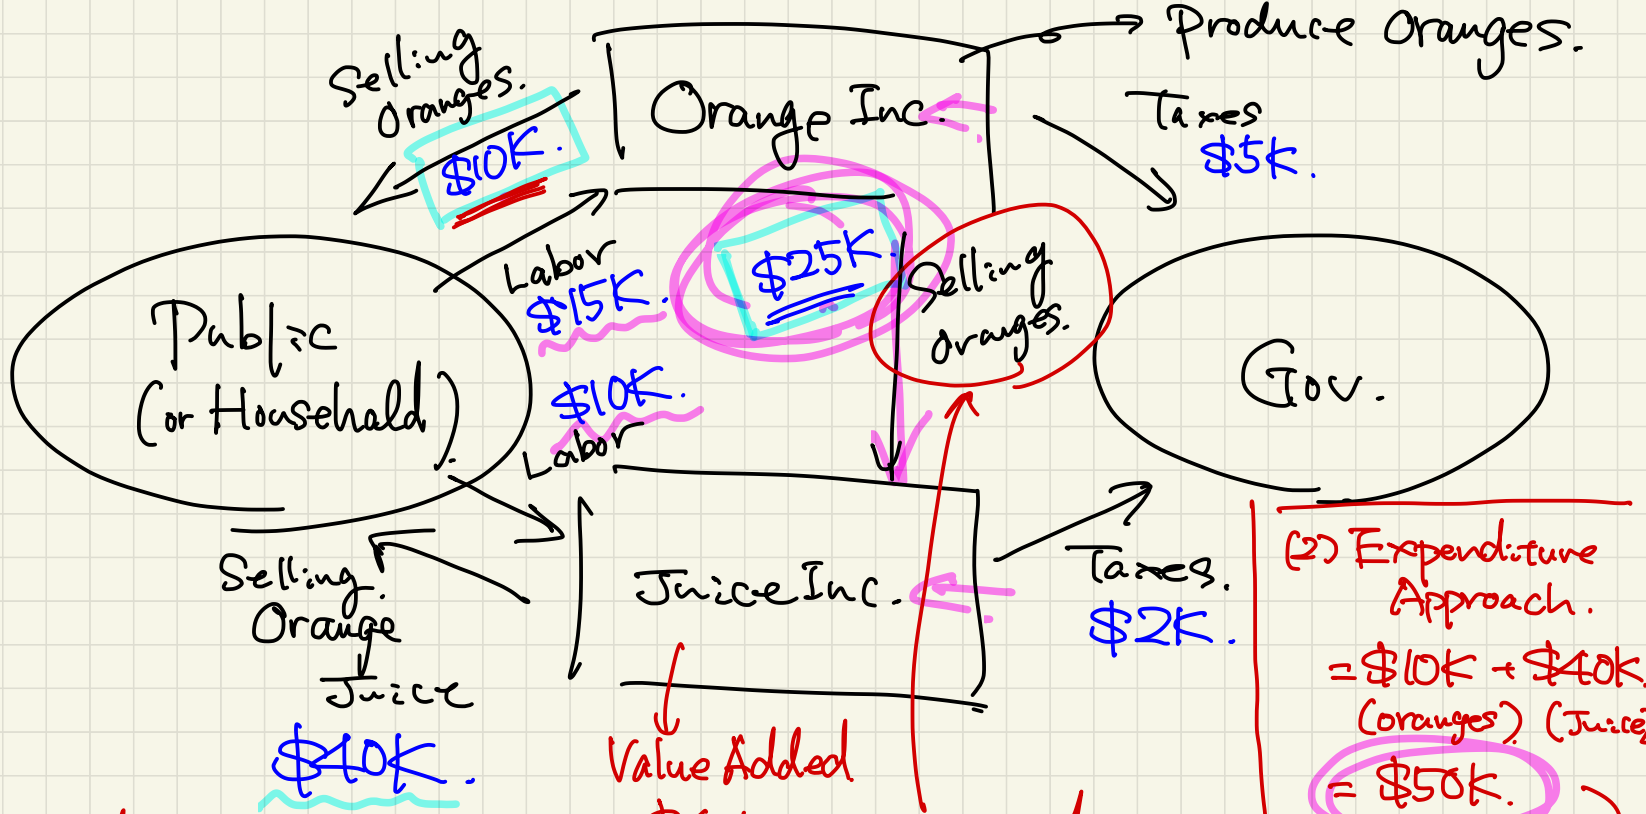 Produce Oranges.
Selling
Oranges.
$10K.
Orange Inc.
Taxes
$5K.
Labor
$15K.
$25K.
Selling
Oranges.
Public
(or Household)
Gov.
$10K.
Labor
Selling
Orange
Juice
$40K.
Juice Inc.
Taxes.
$2K.
Value Added
(2) Expenditure
Approach.
= $10K + $40K
(oranges) (Juice
= $50K.